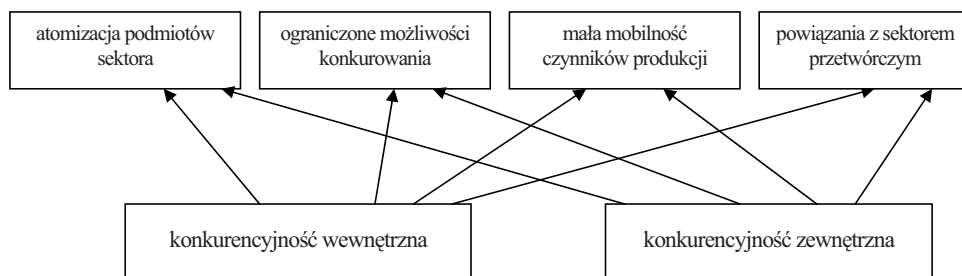 atomizacja podmiotów
sektora
ograniczone możliwości
konkurowania
mała mobilność
czynników produkcji
powiązania z sektorem
przetwórczym
konkurencyjność wewnętrzna
konkurencyjność zewnętrzna